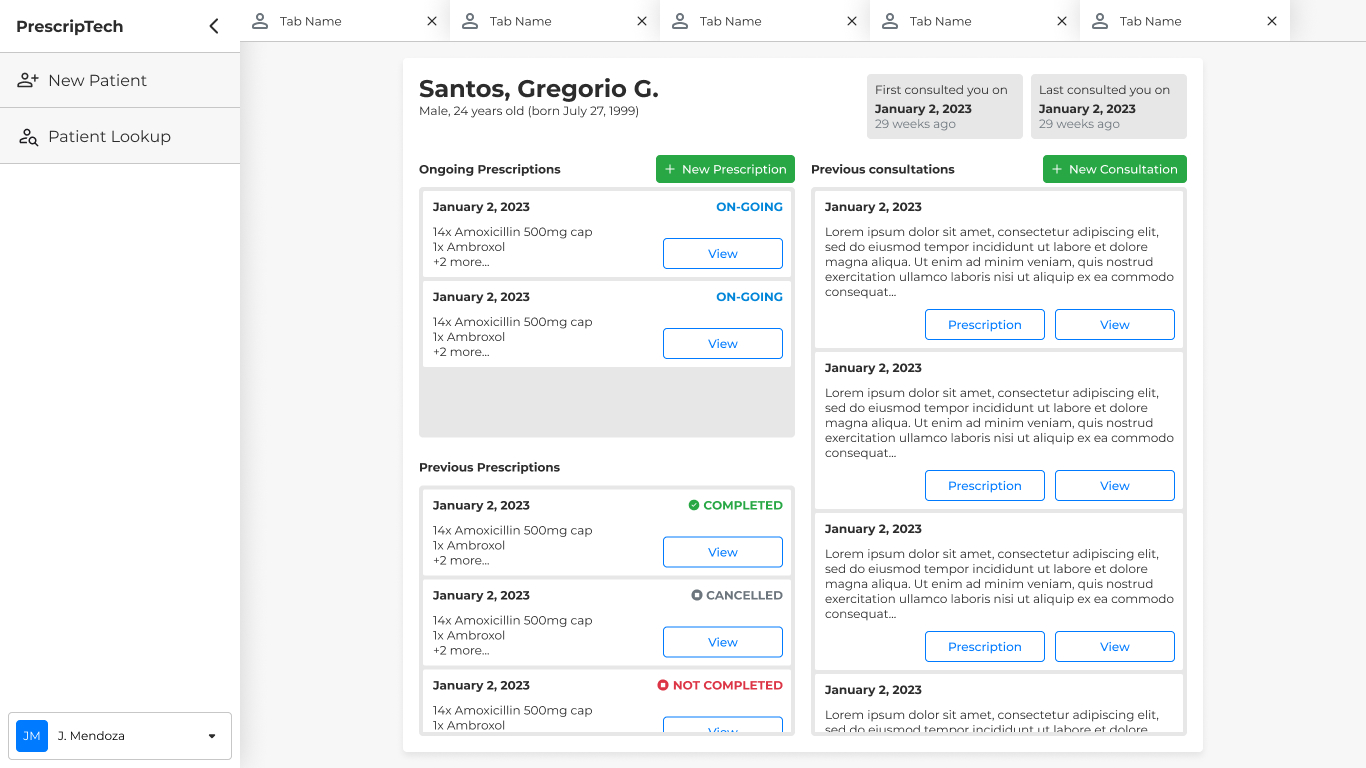 PrescripTech
New Patient
Patient Lookup
JM
J. Mendoza
Tab Name
Tab Name
Tab Name
Tab Name
Tab Name
Santos, Gregorio G.
Male, 24 years old (born July 27, 1999)
First consulted you on
January 2, 2023
29 weeks ago
Last consulted you on
January 2, 2023
29 weeks ago
Ongoing Prescriptions
+ New Prescription
January 2, 2023
ON-GOING
14x Amoxicillin 500mg cap
1x Ambroxol
+2 more...
View
January 2, 2023
ON-GOING
14x Amoxicillin 500mg cap
1x Ambroxol
+2 more...
View
Previous Prescriptions
January 2, 2023
COMPLETED
14x Amoxicillin 500mg cap
1x Ambroxol
+2 more...
View
January 2, 2023
CANCELLED
14x Amoxicillin 500mg cap
1x Ambroxol
+2 more...
View
January 2, 2023
NOT COMPLETED
14x Amoxicillin 500mg cap
1x Ambroxol
View
Previous consultations
+ New Consultation
January 2, 2023
Lorem ipsum dolor sit amet, consectetur adipiscing elit,
sed do eiusmod tempor incididunt ut labore et dolore
magna aliqua. Ut enim ad minim veniam, quis nostrud
exercitation ullamco laboris nisi ut aliquip ex ea commodo
consequat...
Prescription
View
January 2, 2023
Lorem ipsum dolor sit amet, consectetur adipiscing elit,
sed do eiusmod tempor incididunt ut labore et dolore
magna aliqua. Ut enim ad minim veniam, quis nostrud
exercitation ullamco laboris nisi ut aliquip ex ea commodo
consequat...
Prescription
View
January 2, 2023
Lorem ipsum dolor sit amet, consectetur adipiscing elit,
sed do eiusmod tempor incididunt ut labore et dolore
magna aliqua. Ut enim ad minim veniam, quis nostrud
exercitation ullamco laboris nisi ut aliquip ex ea commodo
consequat...
Prescription
View
January 2, 2023
Lorem ipsum dolor sit amet, consectetur adipiscing elit,
sed do eiusmod tempor incididunt ut labore et dolore